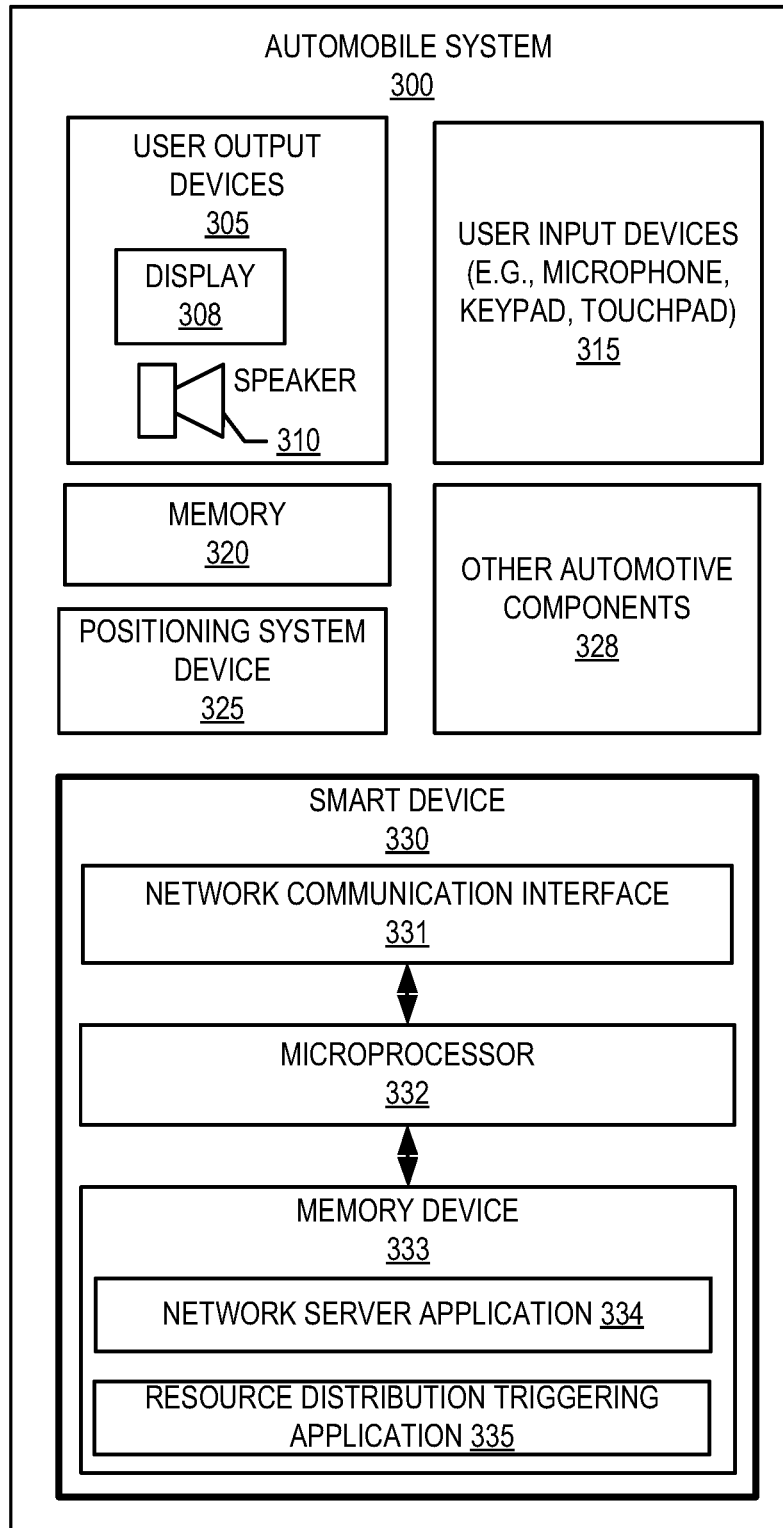 AUTOMOBILE SYSTEM
300
USER OUTPUT
DEVICES
305
DISPLAY
308
SPEAKER
310
USER INPUT DEVICES
(E.G., MICROPHONE,
KEYPAD, TOUCHPAD)
315
MEMORY
320
POSITIONING SYSTEM
DEVICE
325
OTHER AUTOMOTIVE
COMPONENTS
328
SMART DEVICE
330
NETWORK COMMUNICATION INTERFACE
331
MICROPROCESSOR
332
MEMORY DEVICE
333
NETWORK SERVER APPLICATION 334
RESOURCE DISTRIBUTION TRIGGERING
APPLICATION 335